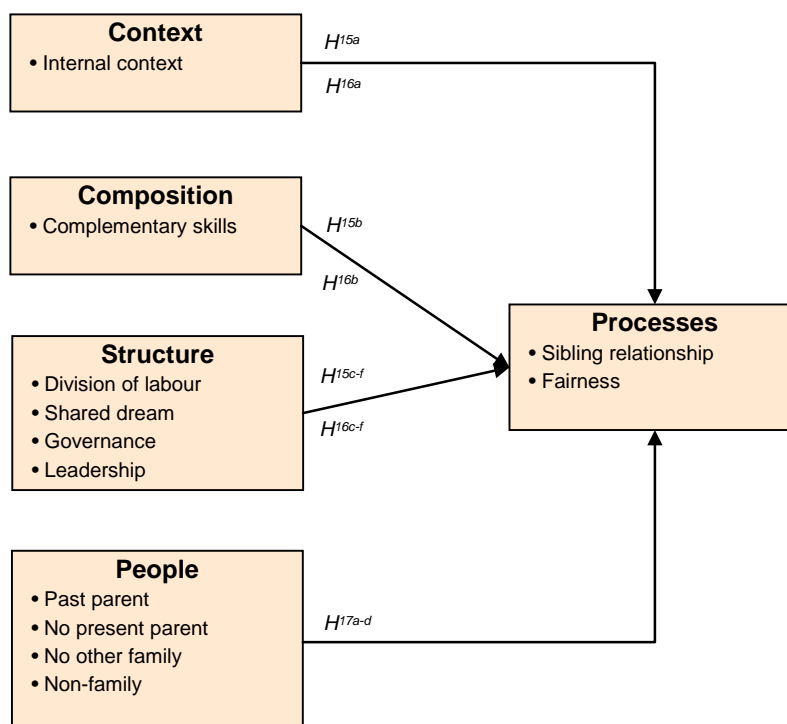 Context
• Internal context
H15a
H16a
Composition
• Complementary skills
H15b
H16b
Structure
• Division of labour
• Shared dream
• Governance
• Leadership
H15c-f
H16c-f
Processes
• Sibling relationship
• Fairness
People
• Past parent
• No present parent
• No other family
• Non-family
H17a-d